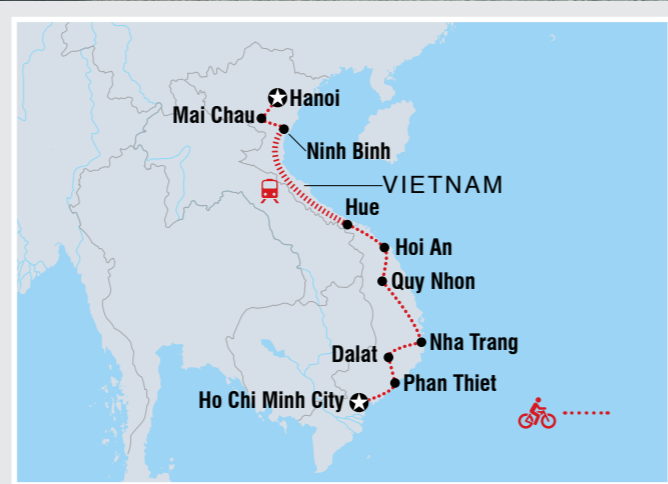 Hanoi
Mai Chau
Ninh Binh
VIETNAM
Hue
Hoi An
Quy Nhon
Nha Trang
Dalat
Phan Thiet
Ho Chi Minh City